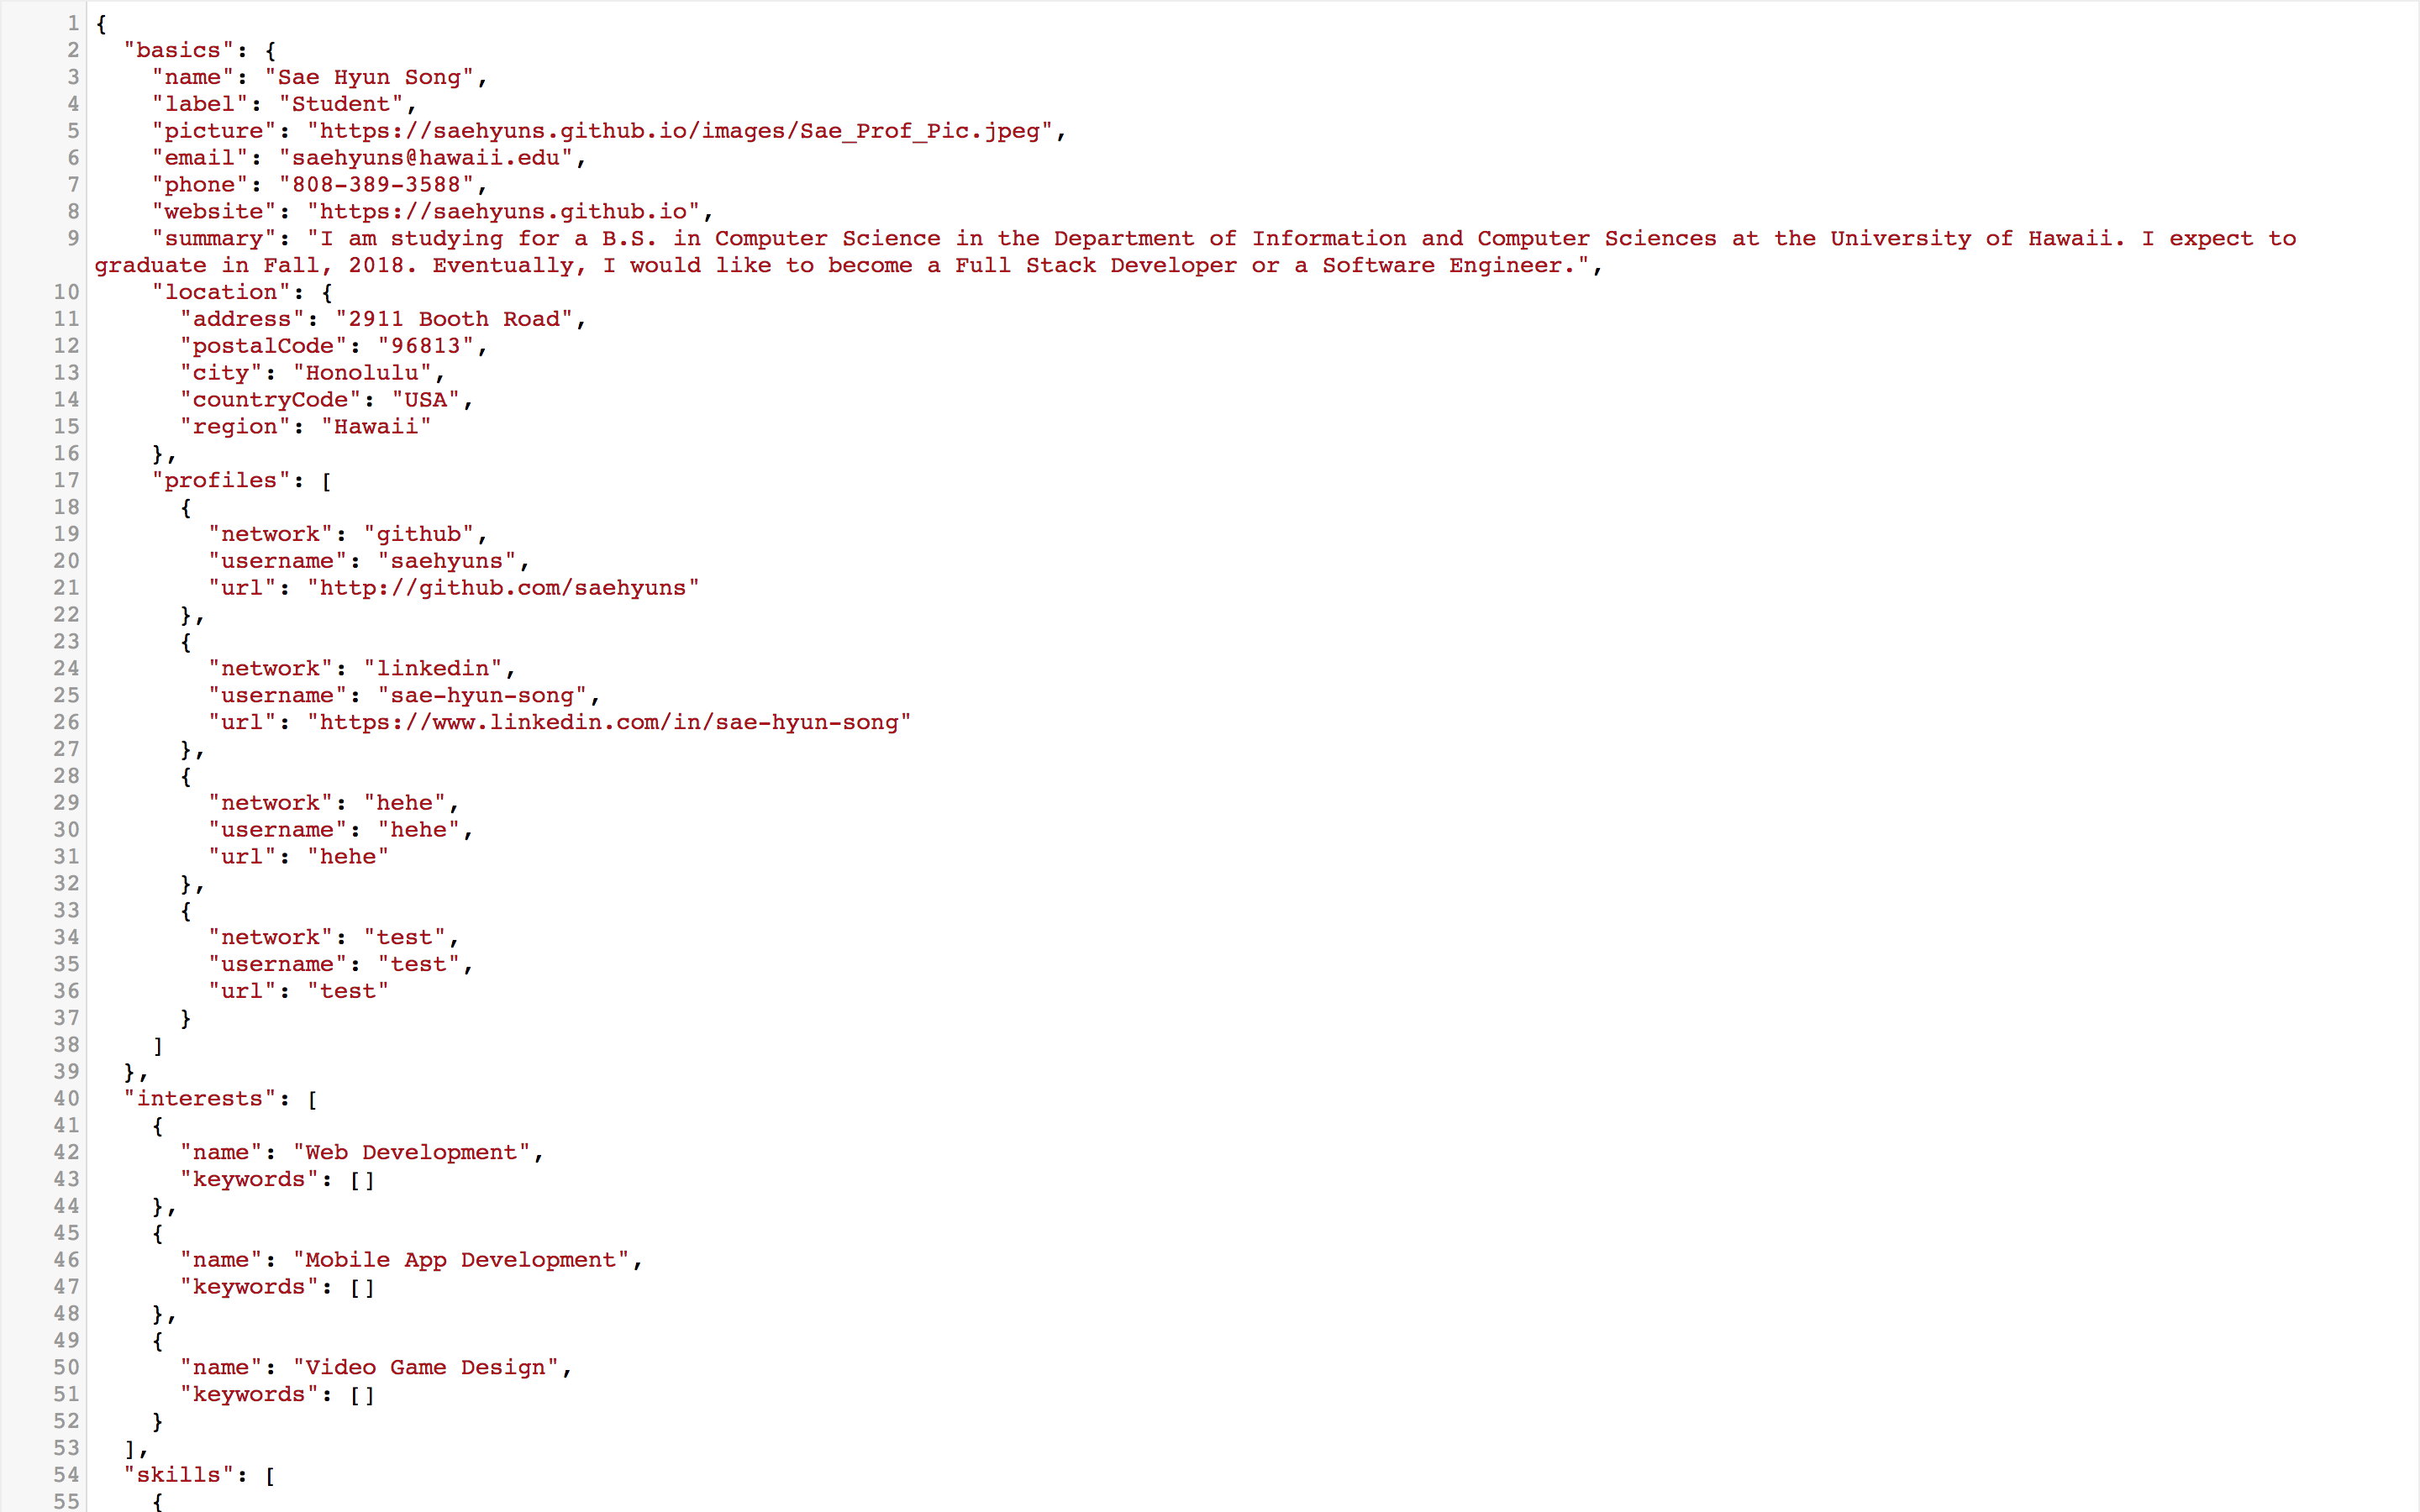 1 {
2   "basics": {
3     "name": "Sae Hyun Song",
4     "label": "Student",
5     "picture": "https://saehyuns.github.io/images/Sae_Prof_Pic.jpeg",
6     "email": "saehyuns@hawaii.edu",
7     "phone": "808-389-3588",
8     "website": "https://saehyuns.github.io",
9     "summary": "I am studying for a B.S. in Computer Science in the Department of Information and Computer Sciences at the University of Hawaii. I expect to
graduate in Fall, 2018. Eventually, I would like to become a Full Stack Developer or a Software Engineer.",
10     "location": {
11       "address": "2911 Booth Road",
12       "postalCode": "96813",
13       "city": "Honolulu",
14       "countryCode": "USA",
15       "region": "Hawaii"
16     },
17     "profiles": [
18       {
19         "network": "github",
20         "username": "saehyuns",
21         "url": "http://github.com/saehyuns"
22       },
23       {
24         "network": "linkedin",
25         "username": "sae-hyun-song",
26         "url": "https://www.linkedin.com/in/sae-hyun-song"
27       },
28       {
29         "network": "hehe",
30         "username": "hehe",
31         "url": "hehe"
32       },
33       {
34         "network": "test",
35         "username": "test",
36         "url": "test"
37       }
38     ]
39   },
40   "interests": [
41     {
42       "name": "Web Development",
43       "keywords": []
44     },
45     {
46       "name": "Mobile App Development",
47       "keywords": []
48     },
49     {
50       "name": "Video Game Design",
51       "keywords": []
52     }
53   ],
54   "skills": [
55     {